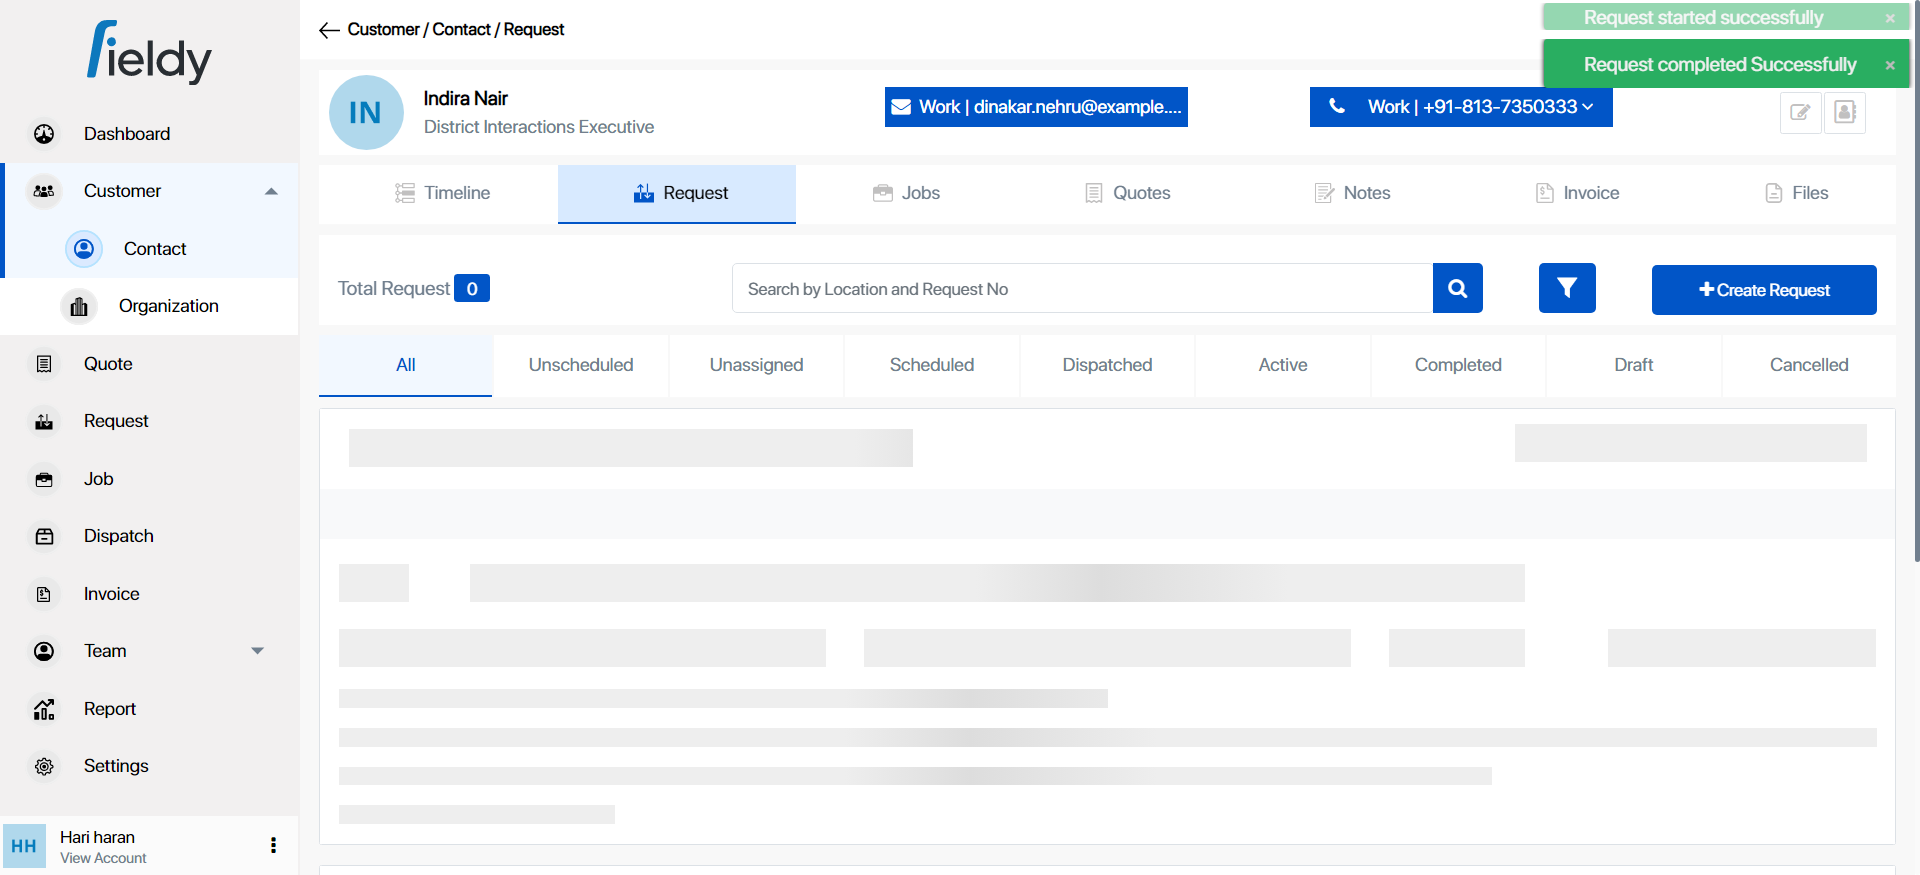 fieldy
Customer / Contact / Request
Request started successfully ×
Request completed Successfully ×
IN
Indira Nair
District Interactions Executive
Work | dinakar.nehru@example....
Work | +91-813-7350333
Dashboard
Customer
Contact
Organization
Quote
Request
Job
Dispatch
Invoice
Team
Report
Settings
HH
Hari haran
View Account
Timeline
Request
Jobs
Quotes
Notes
Invoice
Files
Total Request 0
Search by Location and Request No
Create Request
All
Unscheduled
Unassigned
Scheduled
Dispatched
Active
Completed
Draft
Cancelled